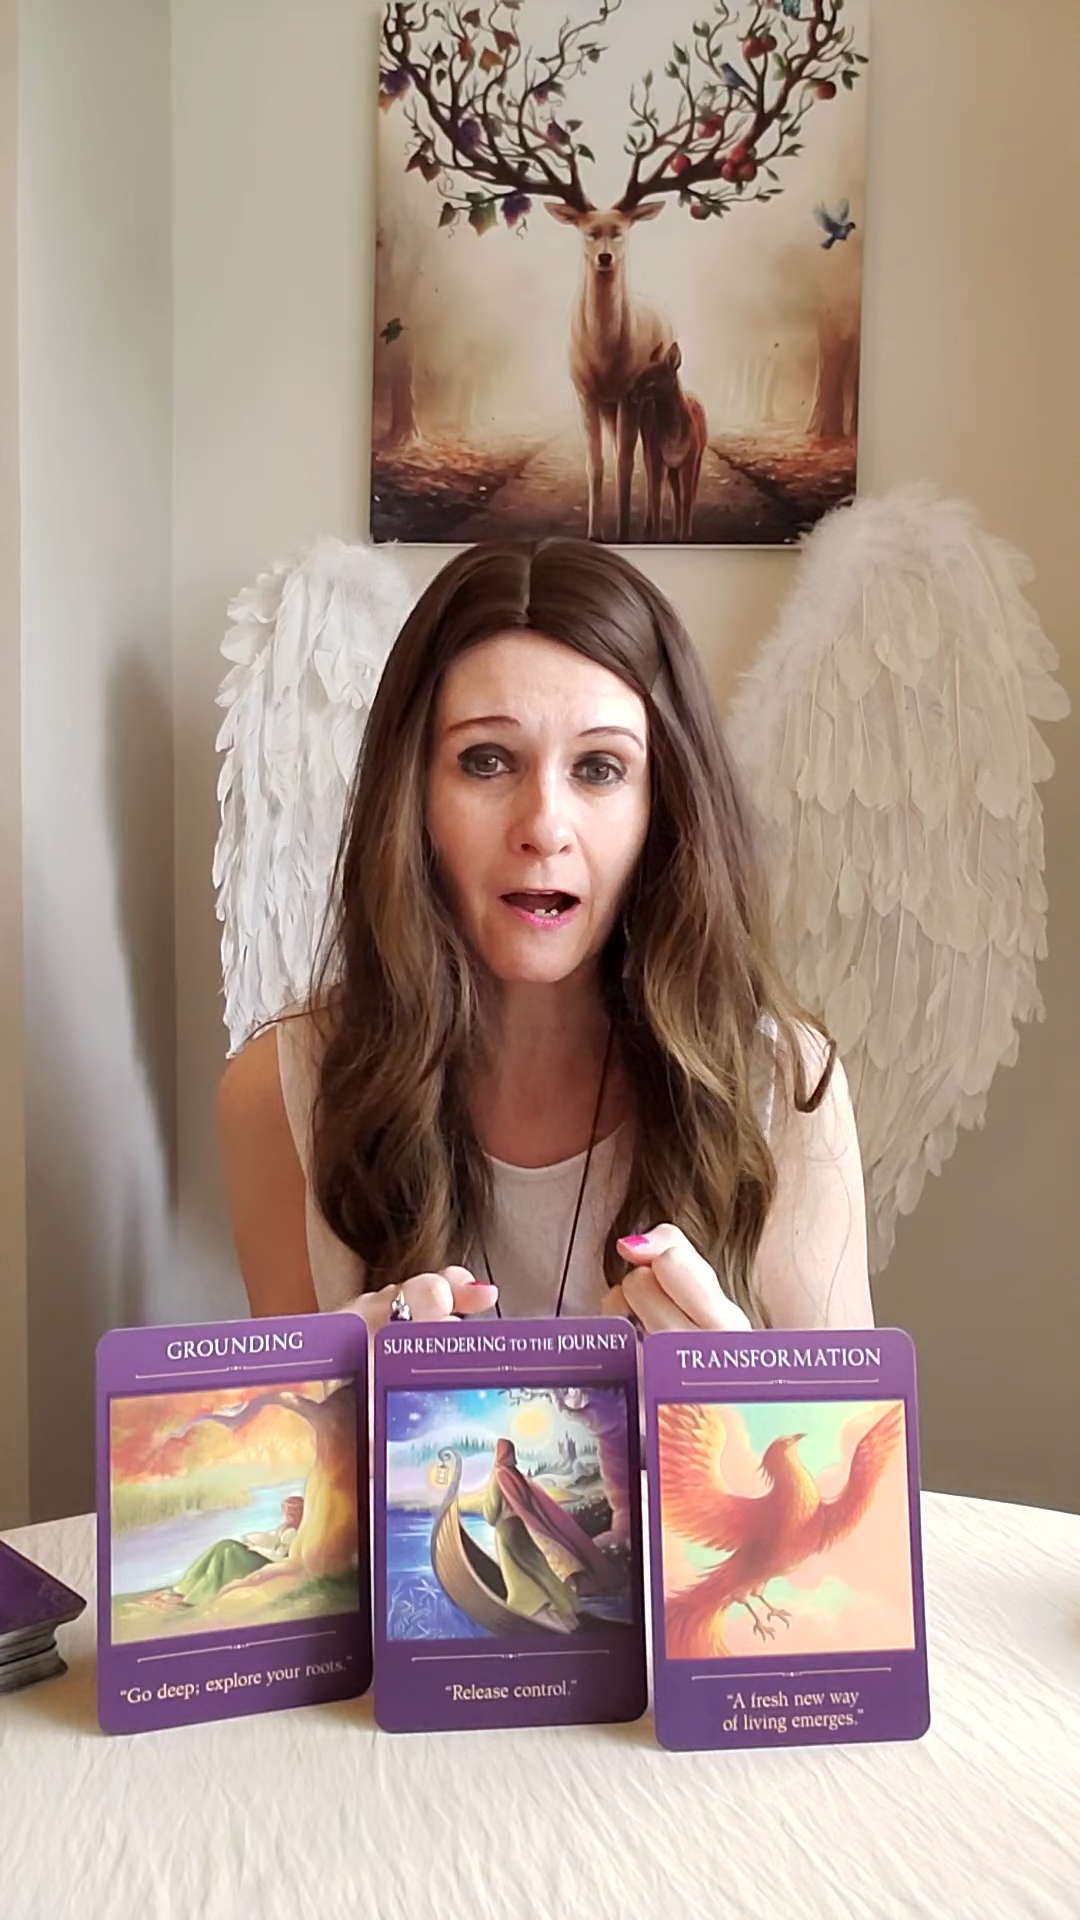 GROUNDING
"Go deep; explore your roots."
SURRENDERING TO THE JOURNEY
"Release control."
TRANSFORMATION
"A fresh new way
of living emerges."